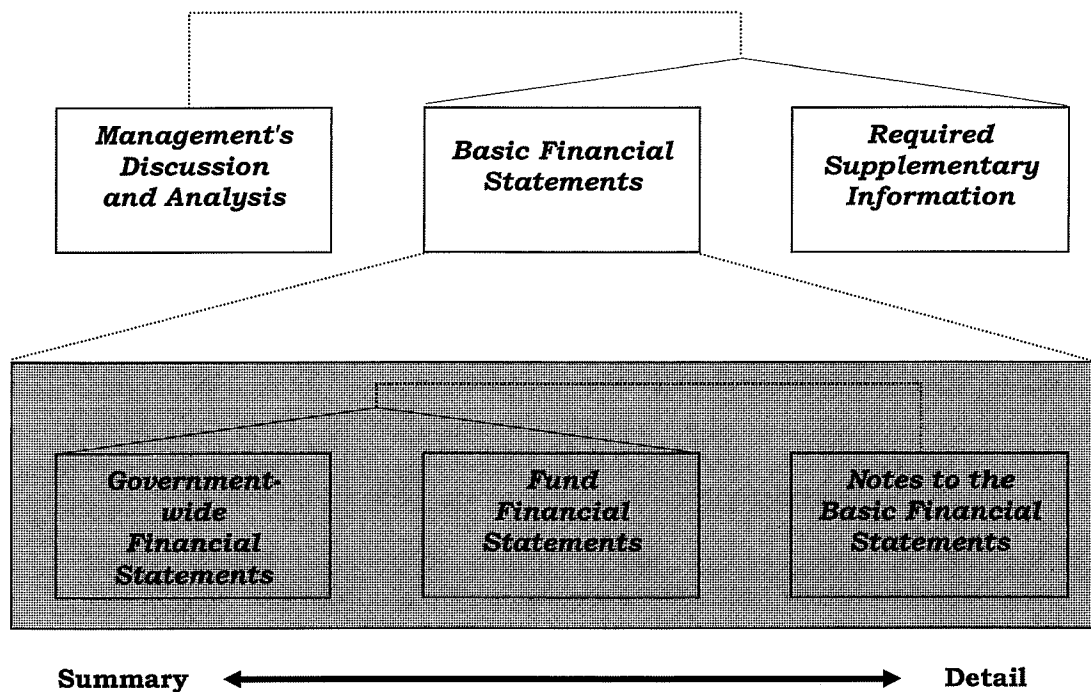 Management's
Discussion
and Analysis
Basic Financial
Statements
Required
Supplementary
Information
Government-
wide
Financial
Statements
Fund
Financial
Statements
Notes to the
Basic Financial
Statements
Summary
Detail